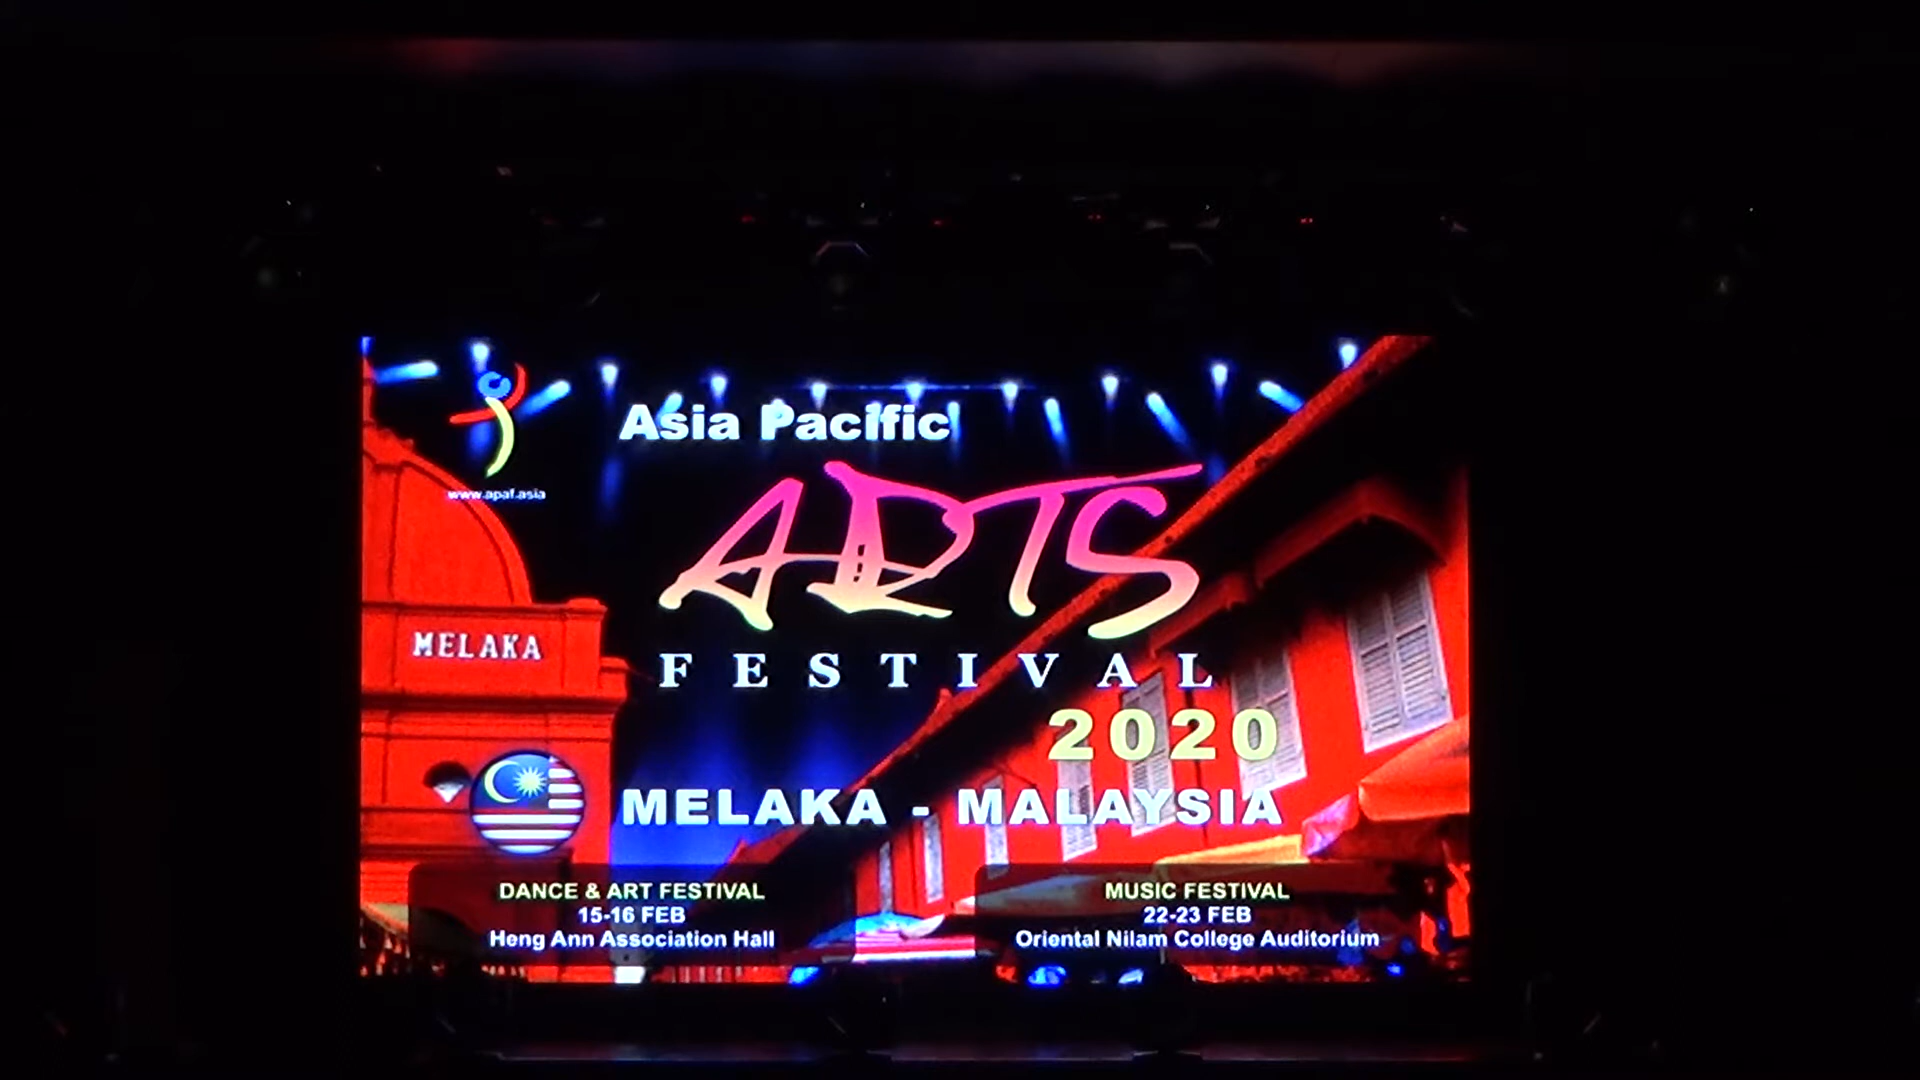 Asia Pacific
www.apaf.asia
ARTS
FESTIVAL
MELAKA
2020
MELAKA - MALAYSIA
DANCE & ART FESTIVAL
15-16 FEB
Heng Ann Association Hall
MUSIC FESTIVAL
22-23 FEB
Oriental Nilam College Auditorium